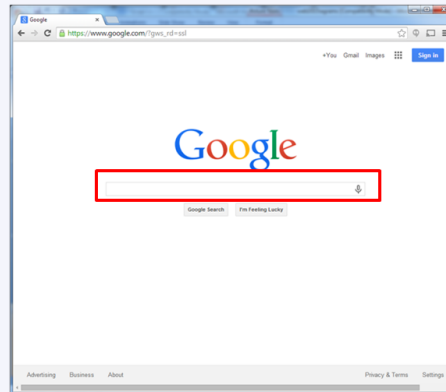 Google
https://www.google.com/?gws_rd=ssl
+You Gmail Images Sign in
Google
Google Search I'm Feeling Lucky
Advertising Business About Privacy & Terms Settings